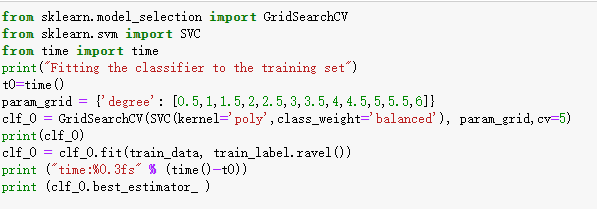 from sklearn.model_selection import GridSearchCV
from sklearn.svm import SVC
from time import time
print("Fitting the classifier to the training set")
t0=time()
param_grid = {'degree': [0.5,1,1.5,2,2.5,3,3.5,4,4.5,5,5.5,6]}
clf_0 = GridSearchCV(SVC(kernel='poly',class_weight='balanced'), param_grid,cv=5)
print(clf_0)
clf_0 = clf_0.fit(train_data, train_label.ravel())
print ("time:%0.3fs" % (time()-t0))
print (clf_0.best_estimator_ )